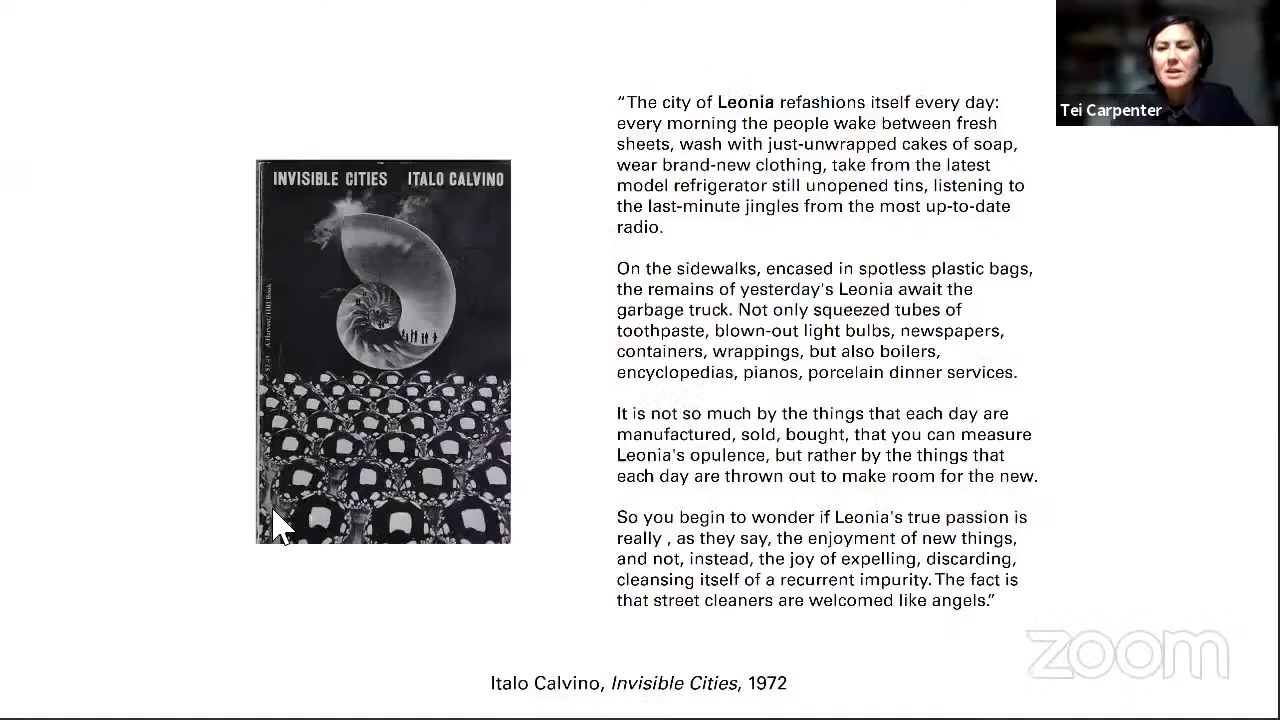 Tei Carpenter
INVISIBLE CITIES ITALO CALVINO
A Harvest/HBJ Book
$2.45
“The city of Leonia refashions itself every day:
every morning the people wake between fresh
sheets, wash with just-unwrapped cakes of soap,
wear brand-new clothing, take from the latest
model refrigerator still unopened tins, listening to
the last-minute jingles from the most up-to-date
radio.
On the sidewalks, encased in spotless plastic bags,
the remains of yesterday's Leonia await the
garbage truck. Not only squeezed tubes of
toothpaste, blown-out light bulbs, newspapers,
containers, wrappings, but also boilers,
encyclopedias, pianos, porcelain dinner services.
It is not so much by the things that each day are
manufactured, sold, bought, that you can measure
Leonia's opulence, but rather by the things that
each day are thrown out to make room for the new.
So you begin to wonder if Leonia's true passion is
really , as they say, the enjoyment of new things,
and not, instead, the joy of expelling, discarding,
cleansing itself of a recurrent impurity. The fact is
that street cleaners are welcomed like angels.”
zoom
Italo Calvino, Invisible Cities, 1972